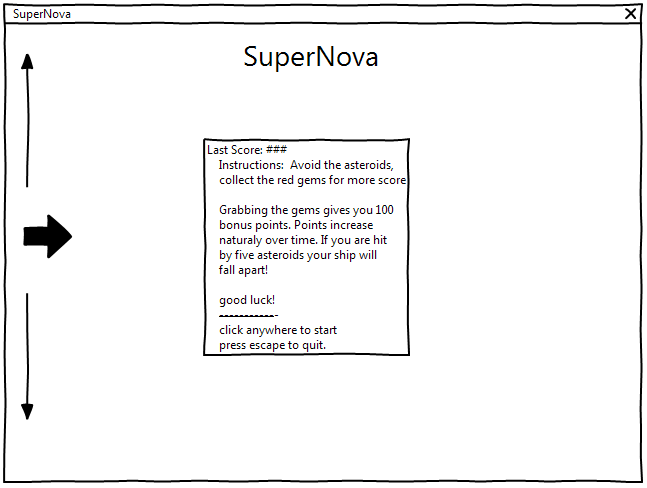 SuperNova
SuperNova
Last Score: ###
Instructions:  Avoid the asteroids,
collect the red gems for more score
Grabbing the gems gives you 100
bonus points. Points increase
naturaly over time. If you are hit
by five asteroids your ship will
fall apart!
good luck!
------------
click anywhere to start
press escape to quit.